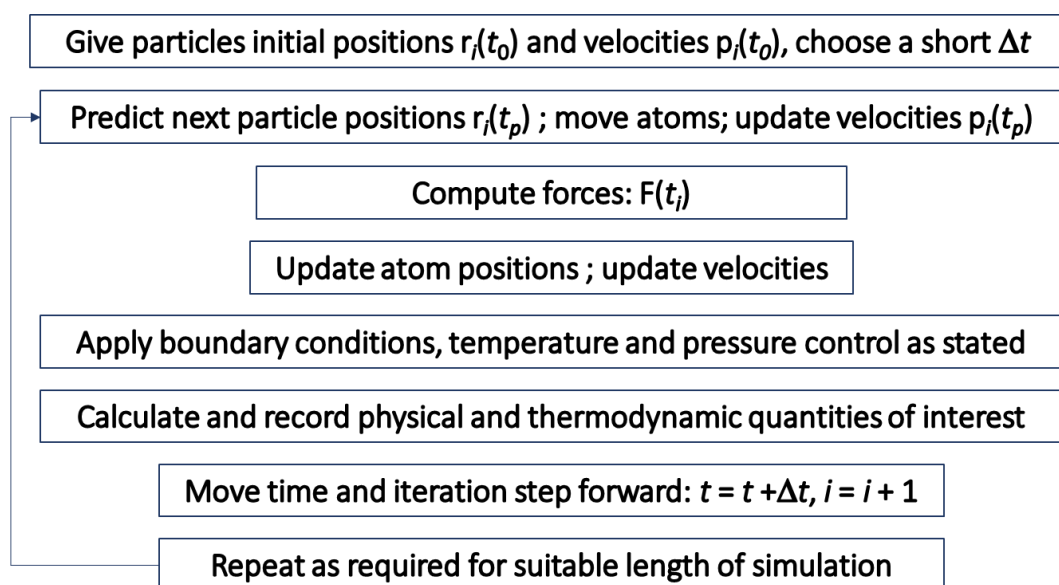 Give particles initial positions rᵢ(t₀) and velocities pᵢ(t₀), choose a short Δt
Predict next particle positions rᵢ(tₚ) ; move atoms; update velocities pᵢ(tₚ)
Compute forces: F(tᵢ)
Update atom positions ; update velocities
Apply boundary conditions, temperature and pressure control as stated
Calculate and record physical and thermodynamic quantities of interest
Move time and iteration step forward: t = t +Δt, i = i + 1
Repeat as required for suitable length of simulation